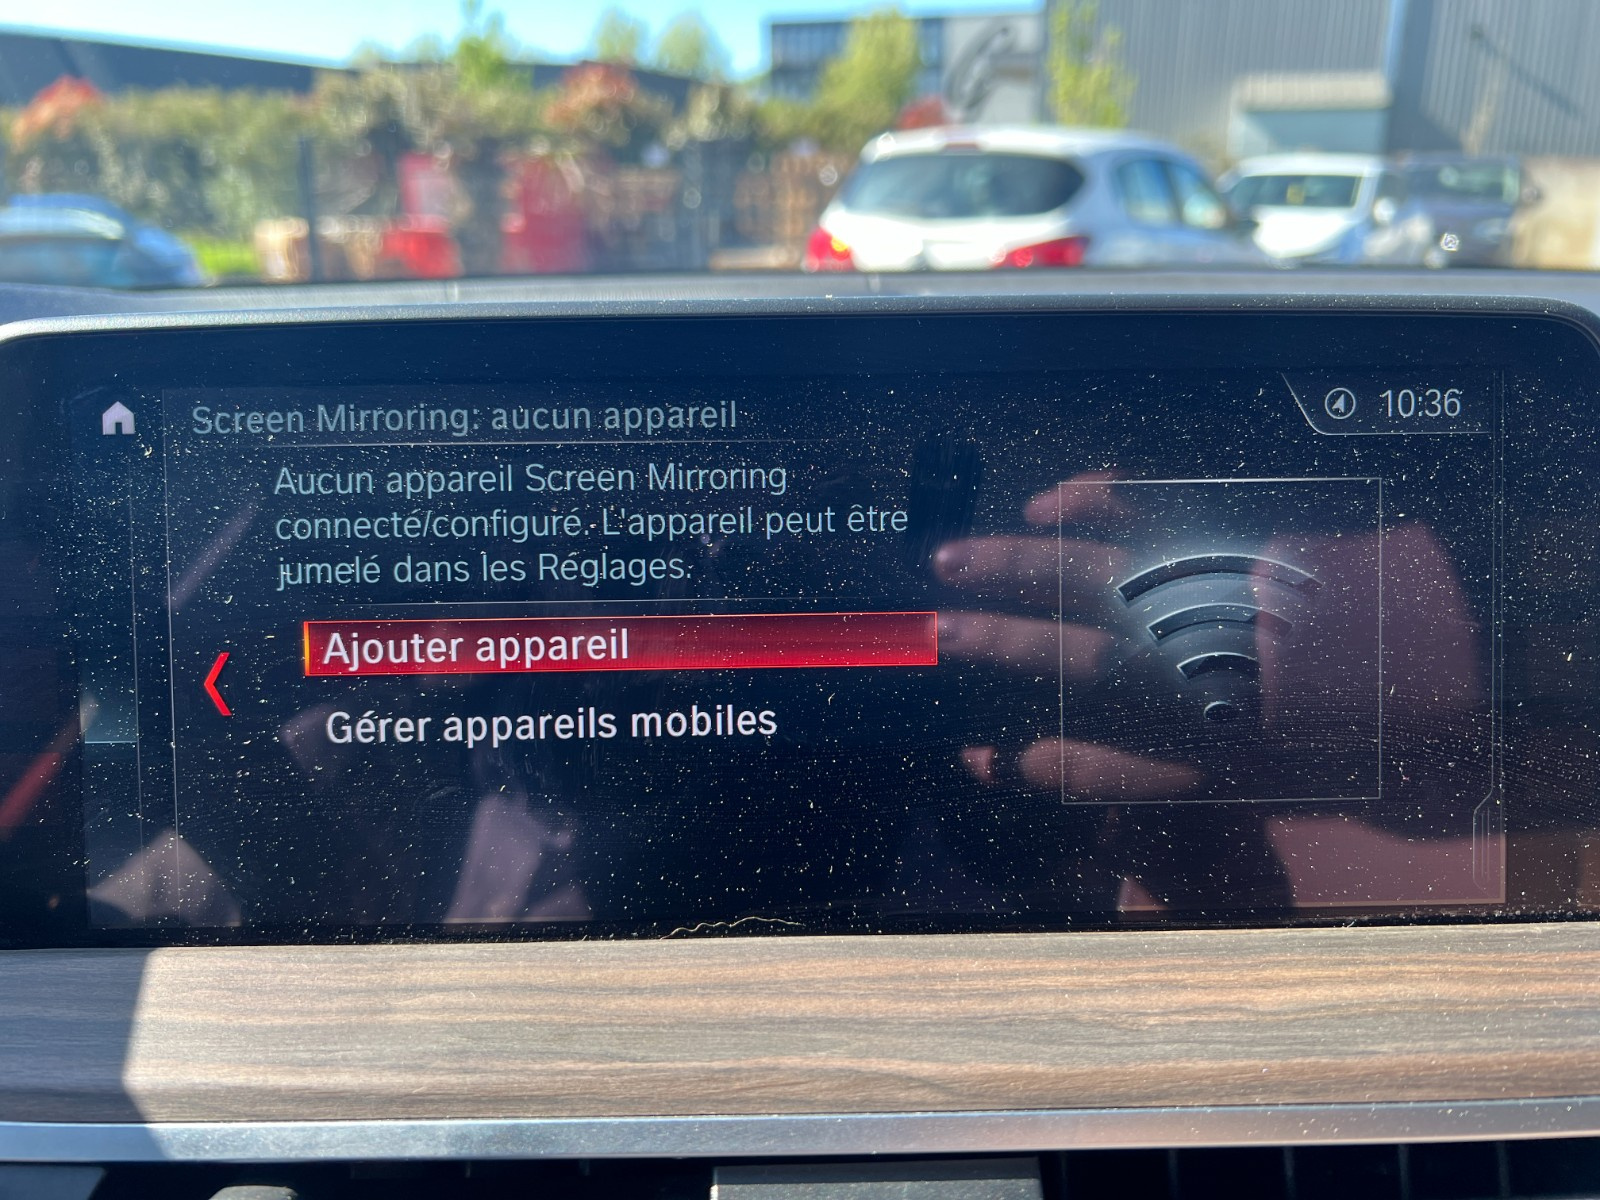 Screen Mirroring: aucun appareil
10:36
Aucun appareil Screen Mirroring
connecté/configuré. L'appareil peut être
jumelé dans les Réglages.
Ajouter appareil
Gérer appareils mobiles